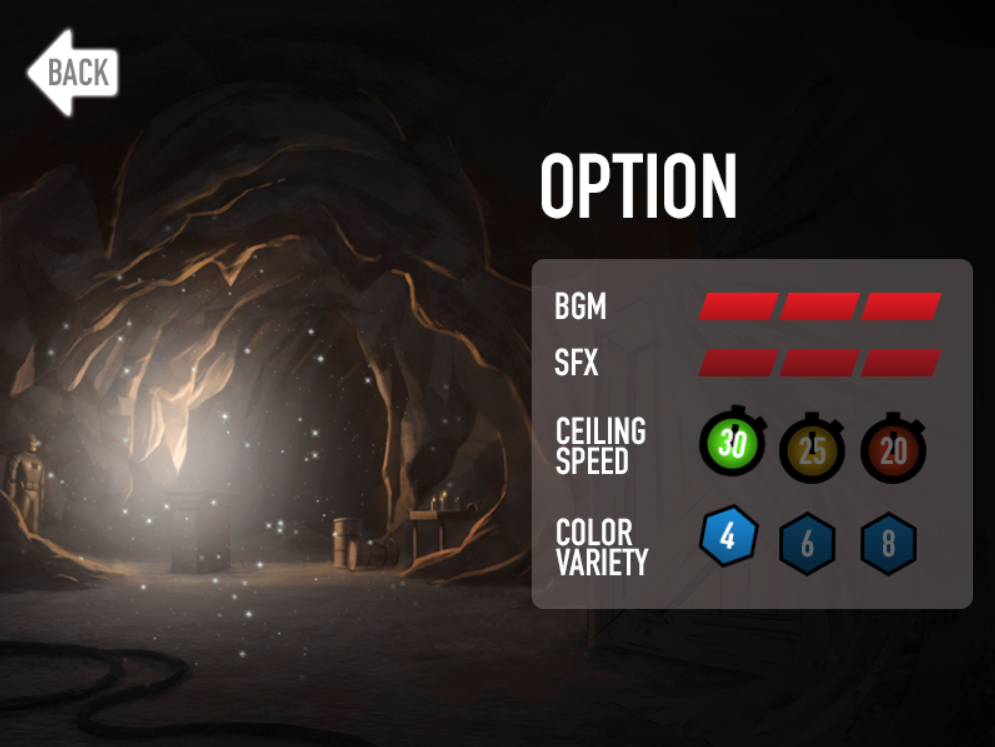 BACK
OPTION
BGM
SFX
CEILING
SPEED
30 25 20
COLOR
VARIETY
4 6 8